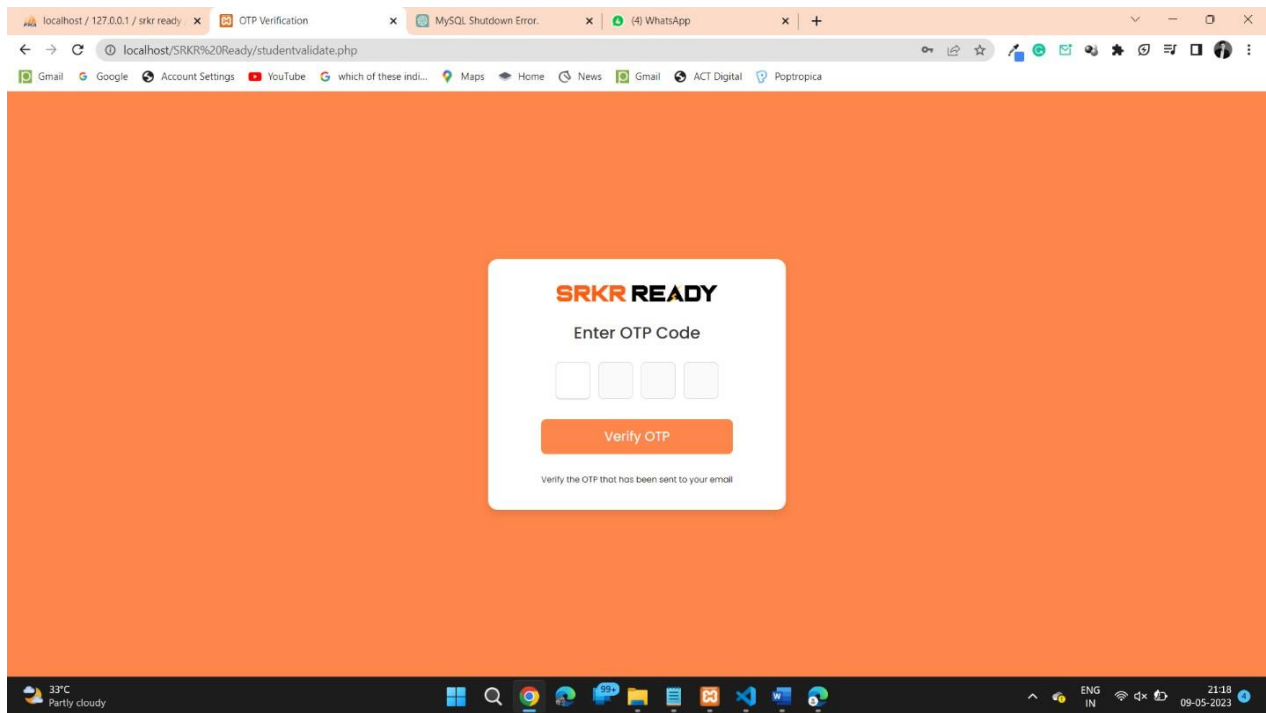 localhost / 127.0.0.1 / srkr ready
OTP Verification
MySQL Shutdown Error.
(4) WhatsApp
localhost/SRKR%20Ready/studentvalidate.php
Gmail
Google
Account Settings
YouTube
which of these indi...
Maps
Home
News
Gmail
ACT Digital
Poptropica
SRKR READY
Enter OTP Code
Verify OTP
Verify the OTP that has been sent to your email
33°C
Partly cloudy
99+
ENG
IN
21:18
09-05-2023
4